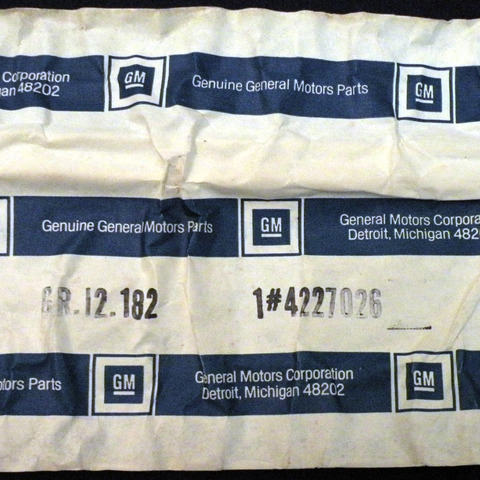 Corporation
an 48202
GM
Genuine General Motors Parts
GM
Genuine General Motors Parts
GM
General Motors Corpora
Detroit, Michigan 482
GR.12.182
1#4227026
otors Parts
GM
General Motors Corporation
Detroit, Michigan 48202
GM